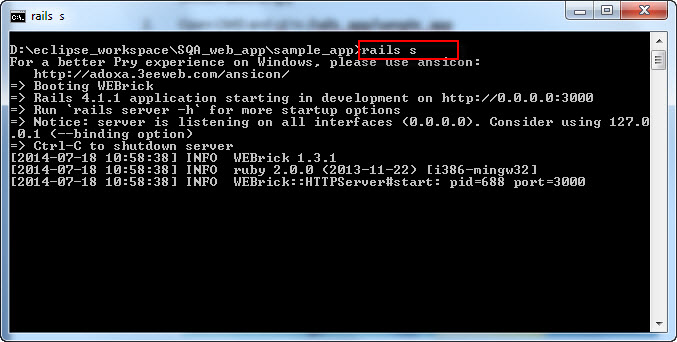 rails s
D:\eclipse_workspace\SQA_web_app\sample_app>rails s
For a better Pry experience on Windows, please use ansicon:
    http://adoxa.3eeweb.com/ansicon/
=> Booting WEBrick
=> Rails 4.1.1 application starting in development on http://0.0.0.0:3000
=> Run `rails server -h` for more startup options
=> Notice: server is listening on all interfaces (0.0.0.0). Consider using 127.0
.0.1 (--binding option)
=> Ctrl-C to shutdown server
[2014-07-18 10:58:38] INFO  WEBrick 1.3.1
[2014-07-18 10:58:38] INFO  ruby 2.0.0 (2013-11-22) [i386-mingw32]
[2014-07-18 10:58:38] INFO  WEBrick::HTTPServer#start: pid=688 port=3000